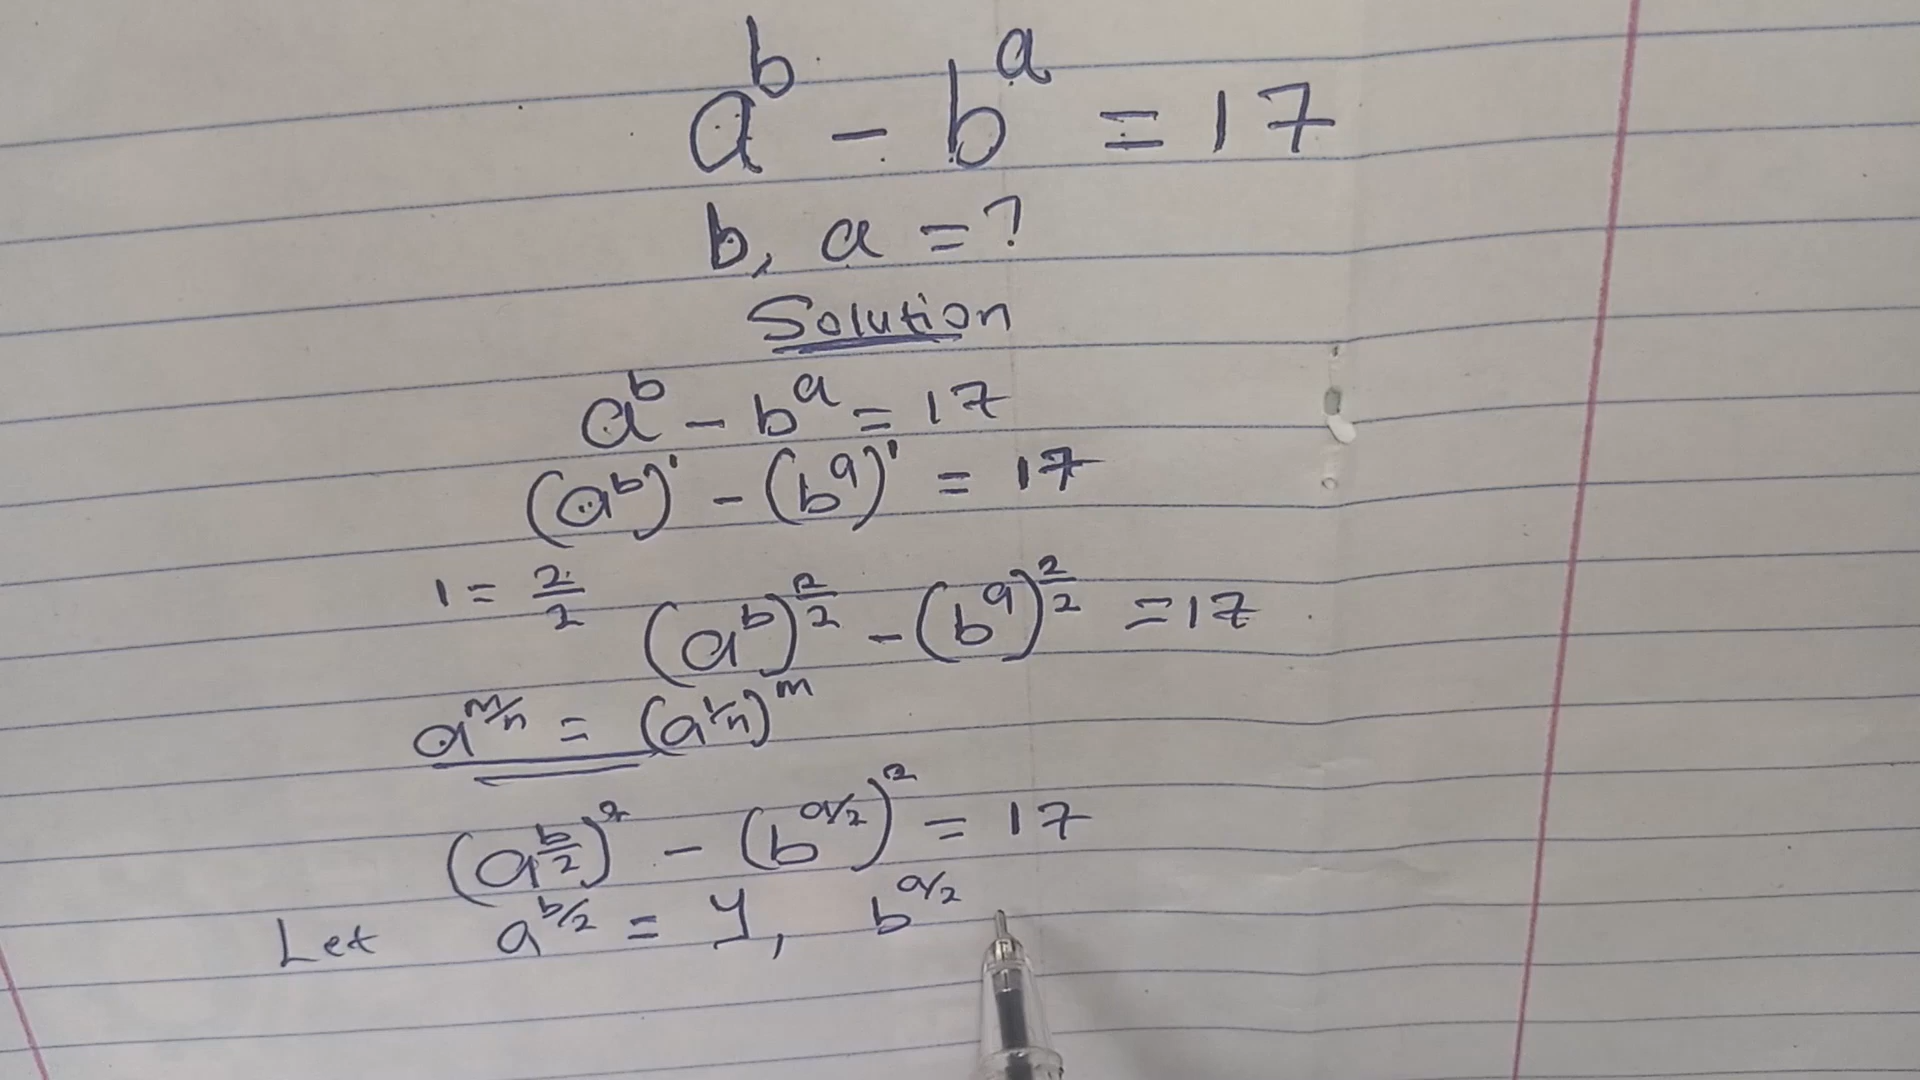 a^b - b^a = 17
b, a = ?
Solution
a^b - b^a = 17
(a^b)^1 - (b^a)^1 = 17
1 = 2/2 (a^b)^(2/2) - (b^a)^(2/2) = 17
a^(m/n) = (a^(1/n))^m
(a^(b/2))^2 - (b^(a/2))^2 = 17
Let a^(b/2) = y, b^(a/2)